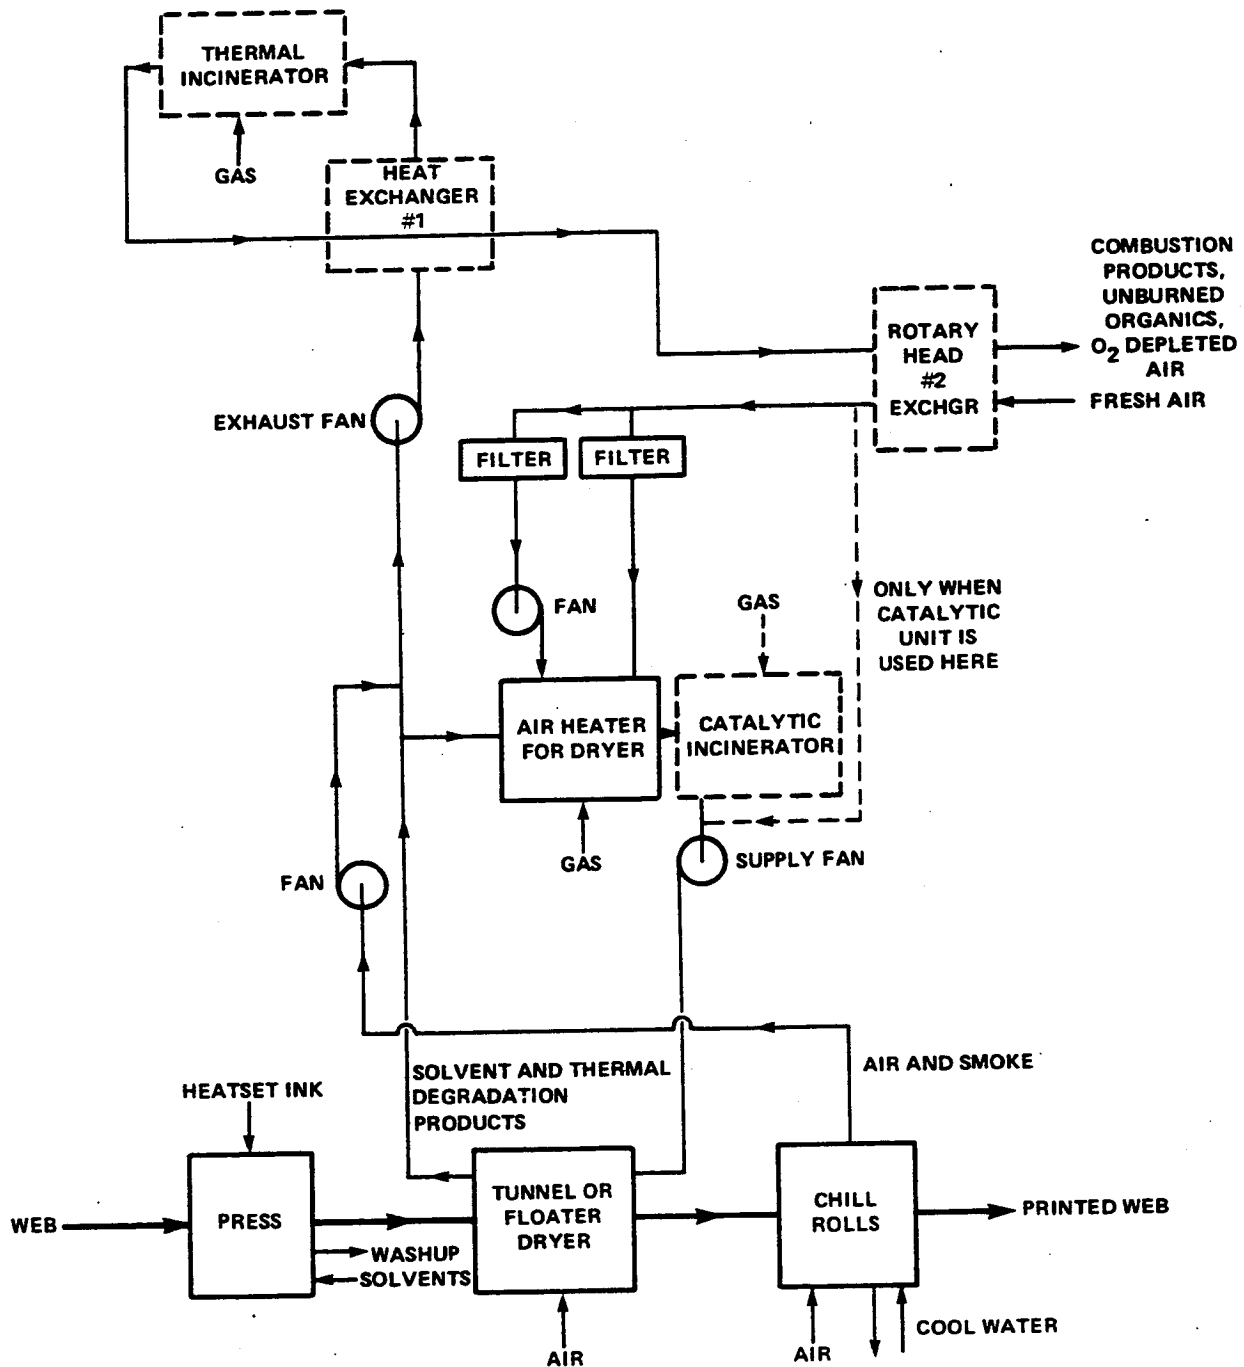 THERMAL
INCINERATOR
GAS
HEAT
EXCHANGER
#1
COMBUSTION
PRODUCTS,
UNBURNED
ORGANICS,
O2 DEPLETED
AIR
ROTARY
HEAD
#2
EXCHGR
FRESH AIR
EXHAUST FAN
FILTER
FILTER
FAN
GAS
ONLY WHEN
CATALYTIC
UNIT IS
USED HERE
AIR HEATER
FOR DRYER
CATALYTIC
INCINERATOR
GAS
SUPPLY FAN
FAN
AIR AND SMOKE
SOLVENT AND THERMAL
DEGRADATION
PRODUCTS
HEATSET INK
WEB
PRESS
WASHUP
SOLVENTS
TUNNEL OR
FLOATER
DRYER
CHILL
ROLLS
PRINTED WEB
AIR
AIR
COOL WATER